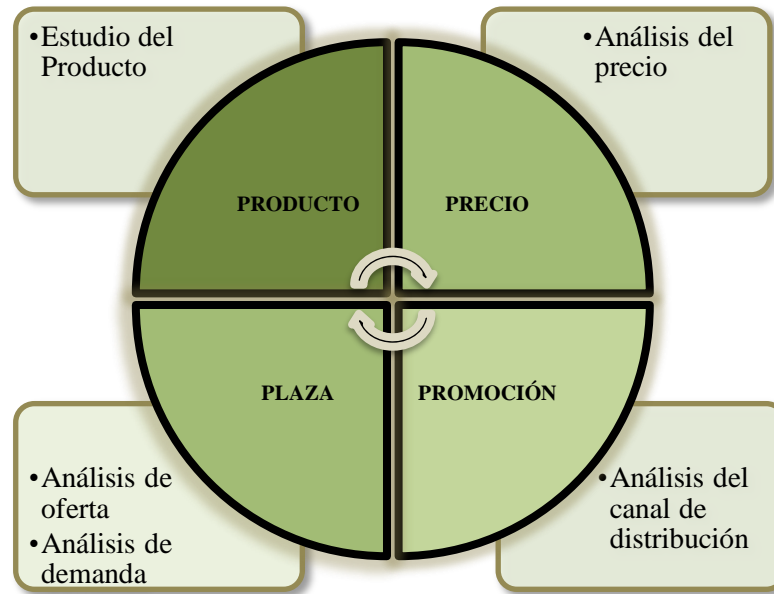 •Estudio del
Producto
•Análisis del
precio
PRODUCTO
PRECIO
PLAZA
PROMOCIÓN
•Análisis de
oferta
•Análisis de
demanda
•Análisis del
canal de
distribución